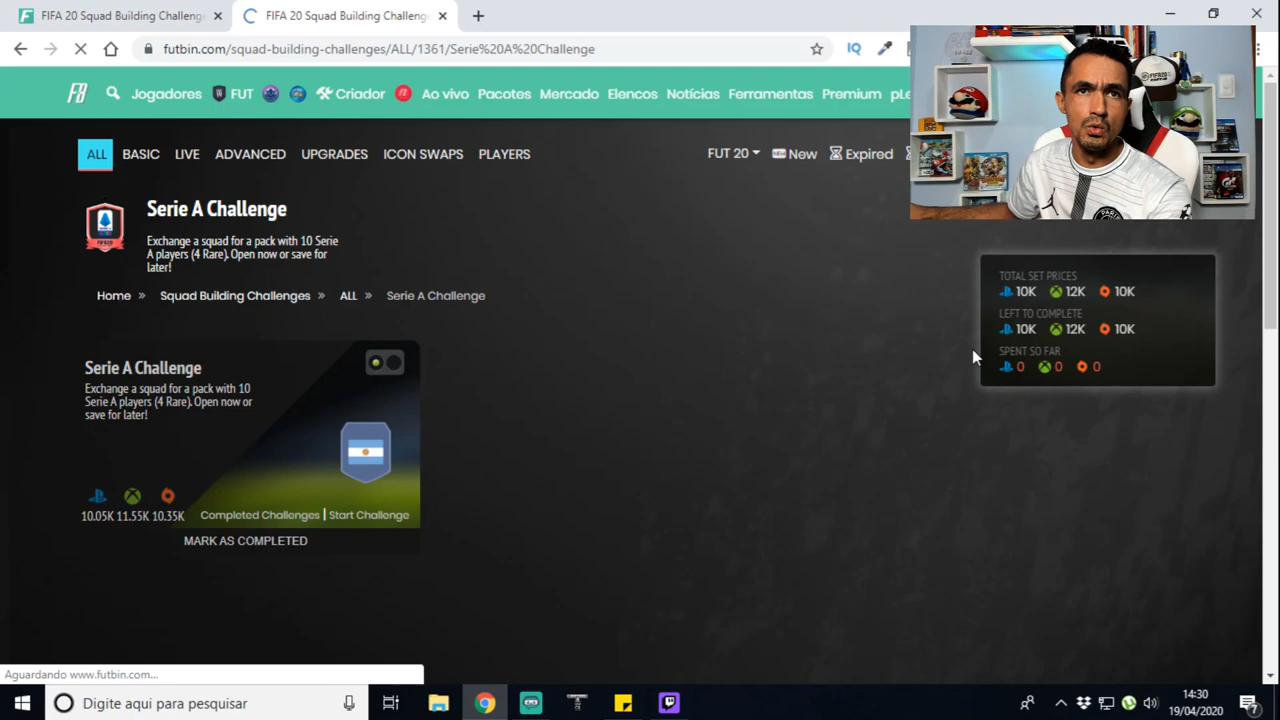 FIFA 20 Squad Building Challenge
FIFA 20 Squad Building Challenge
futbin.com/squad-building-challenges/ALL/1361/Serie%20A%20Challenge
IQ
F8 Jogadores FUT Criador Ao vivo Pacotes Mercado Elencos Notícias Ferramentas Premium
ALL BASIC LIVE ADVANCED UPGRADES ICON SWAPS PLAYERS FUT 20 New Expired
Serie A Challenge
Exchange a squad for a pack with 10 Serie
A players (4 Rare). Open now or save for
later!
Home » Squad Building Challenges » ALL » Serie A Challenge
TOTAL SET PRICES
10K 12K 10K
LEFT TO COMPLETE
10K 12K 10K
SPENT SO FAR
0 0 0
Serie A Challenge
Exchange a squad for a pack with 10
Serie A players (4 Rare). Open now or
save for later!
10.05K 11.55K 10.35K
Completed Challenges | Start Challenge
MARK AS COMPLETED
Aguardando www.futbin.com...
Digite aqui para pesquisar
14:30
19/04/2020
7